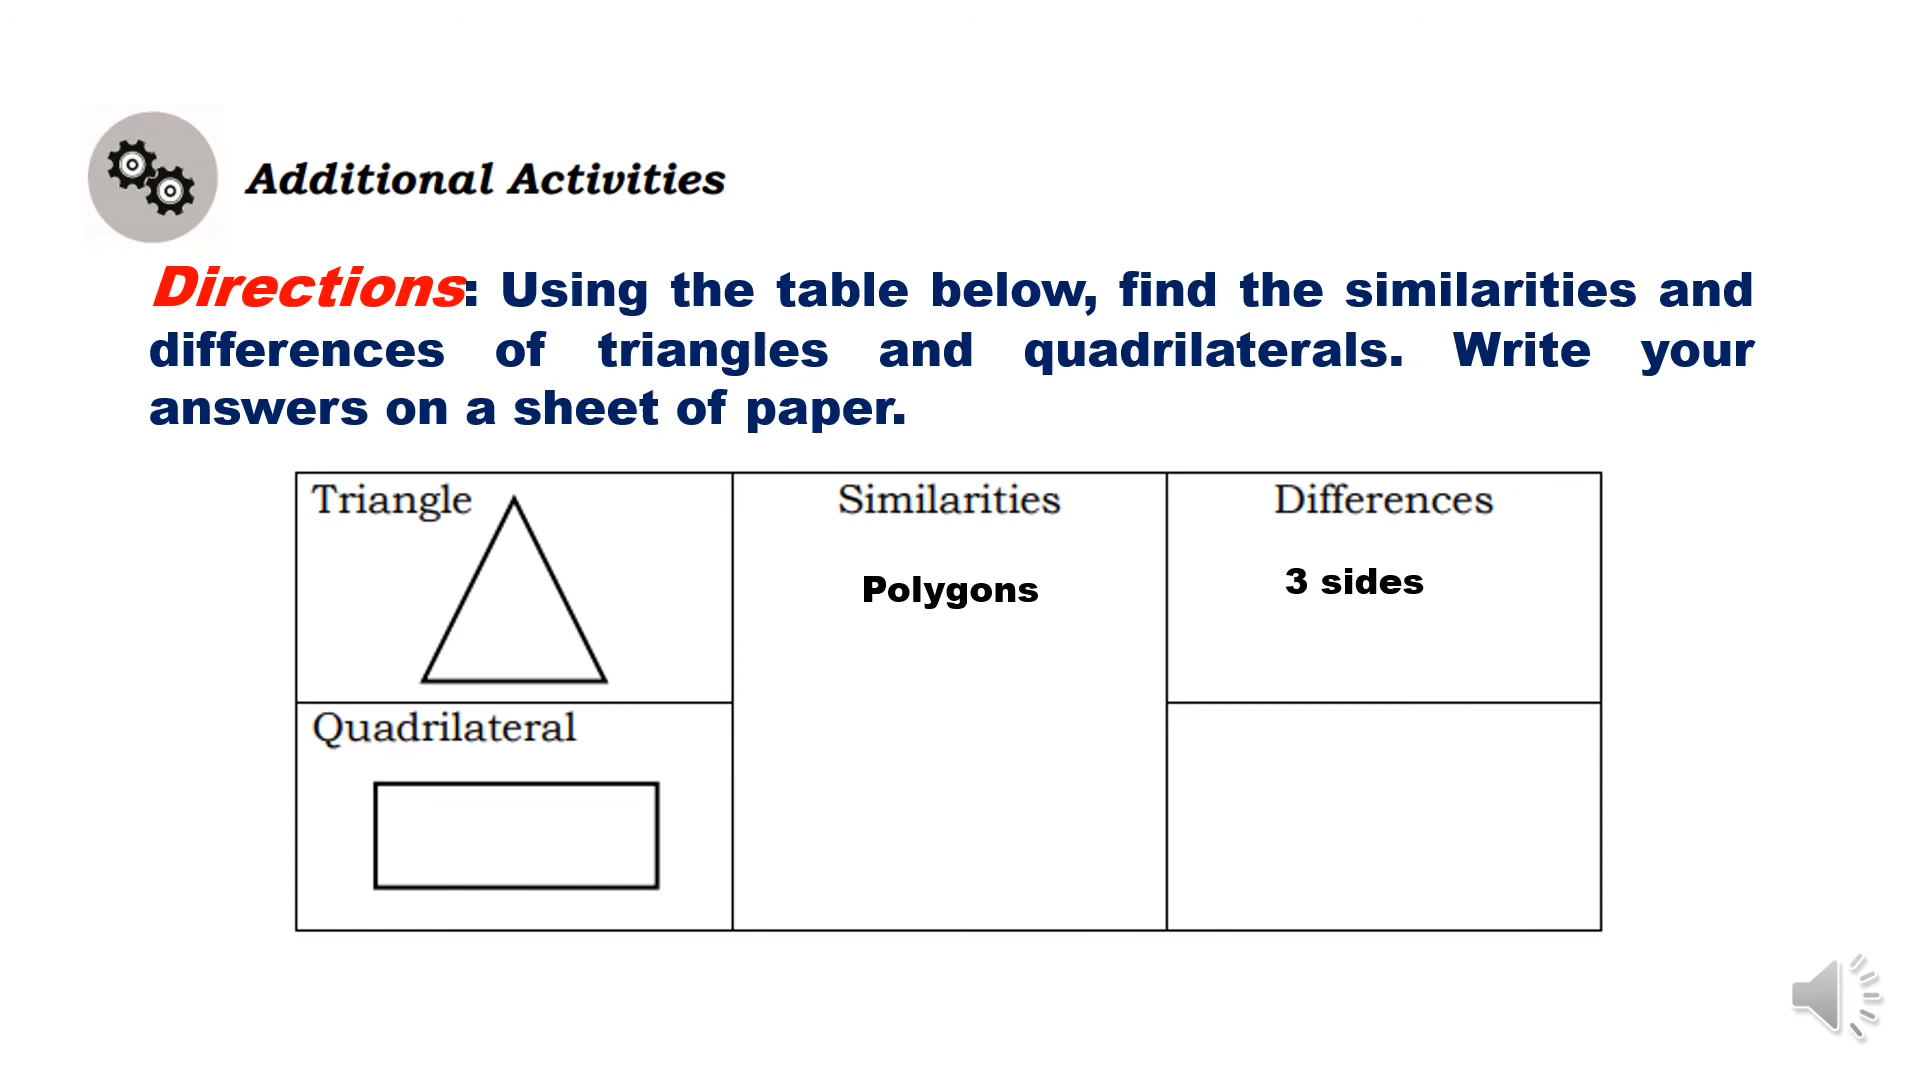 Additional Activities
Directions: Using the table below, find the similarities and
differences of triangles and quadrilaterals. Write your
answers on a sheet of paper.
Triangle
Similarities
Differences
Polygons
3 sides
Quadrilateral